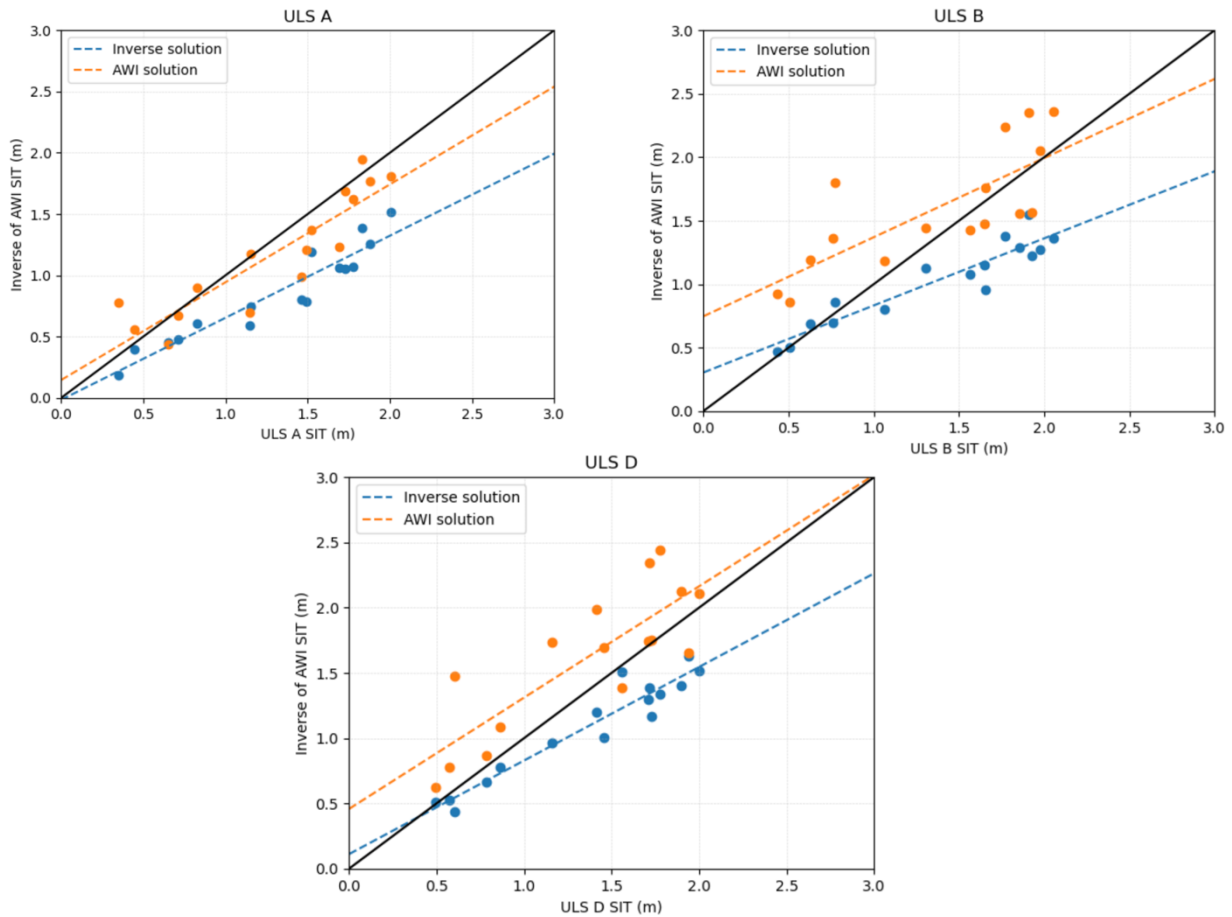 ULS A
Inverse solution
AWI solution
Inverse of AWI SIT (m)
3.0
2.5
2.0
1.5
1.0
0.5
0.0
0.0 0.5 1.0 1.5 2.0 2.5 3.0
ULS A SIT (m)
ULS B
Inverse solution
AWI solution
Inverse of AWI SIT (m)
3.0
2.5
2.0
1.5
1.0
0.5
0.0
0.0 0.5 1.0 1.5 2.0 2.5 3.0
ULS B SIT (m)
ULS D
Inverse solution
AWI solution
Inverse of AWI SIT (m)
3.0
2.5
2.0
1.5
1.0
0.5
0.0
0.0 0.5 1.0 1.5 2.0 2.5 3.0
ULS D SIT (m)